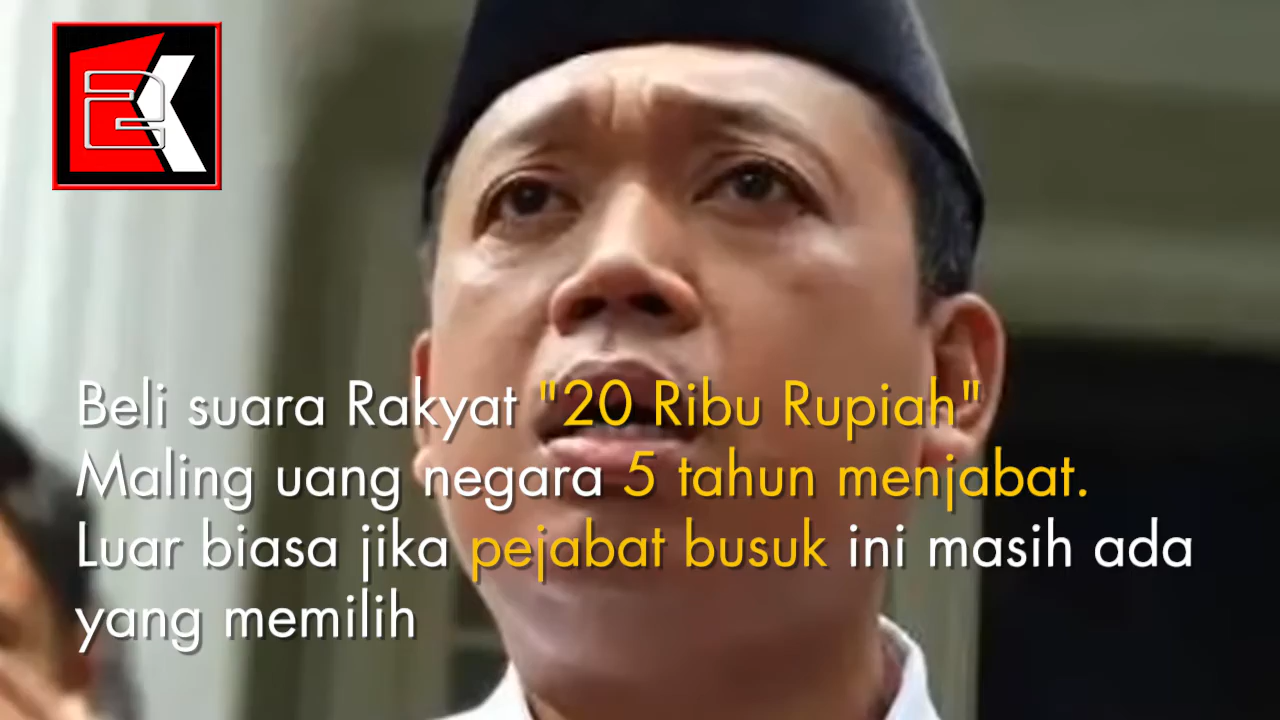 2K
Beli suara Rakyat "20 Ribu Rupiah"
Maling uang negara 5 tahun menjabat.
Luar biasa jika pejabat busuk ini masih ada
yang memilih